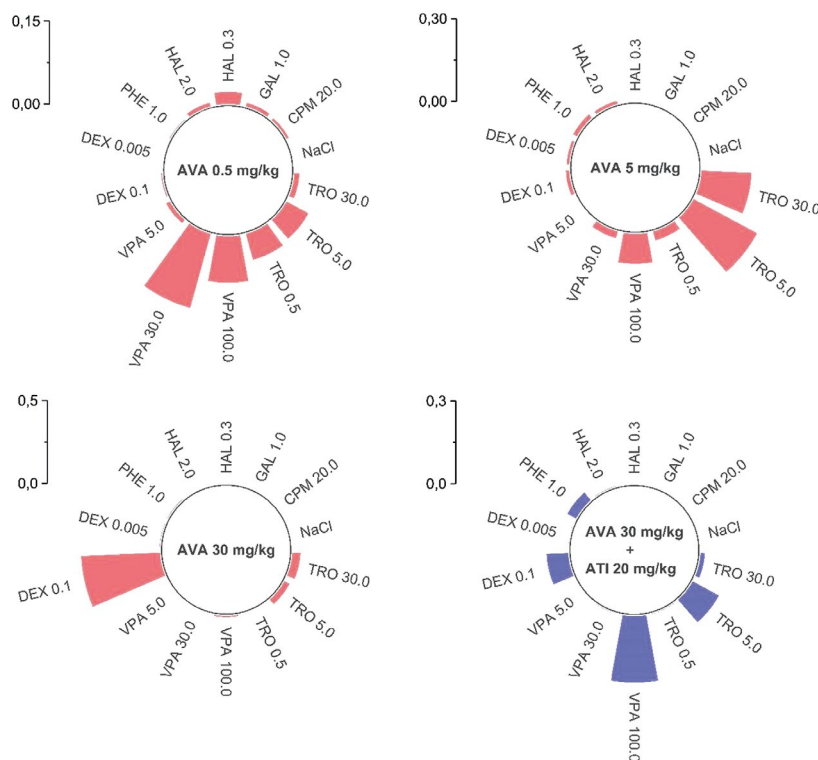 0,15
0,00
HAL 0.3
GAL 1.0
CPM 20.0
NaCl
TRO 30.0
TRO 5.0
TRO 0.5
VPA 100.0
VPA 30.0
VPA 5.0
DEX 0.1
DEX 0.005
PHE 1.0
HAL 2.0
AVA 0.5 mg/kg
0,30
0,00
HAL 0.3
GAL 1.0
CPM 20.0
NaCl
TRO 30.0
TRO 5.0
TRO 0.5
VPA 100.0
VPA 30.0
VPA 5.0
DEX 0.1
DEX 0.005
PHE 1.0
HAL 2.0
AVA 5 mg/kg
0,5
0,0
HAL 0.3
GAL 1.0
CPM 20.0
NaCl
TRO 30.0
TRO 5.0
TRO 0.5
VPA 100.0
VPA 30.0
VPA 5.0
DEX 0.1
DEX 0.005
PHE 1.0
HAL 2.0
AVA 30 mg/kg
0,3
0,0
HAL 0.3
GAL 1.0
CPM 20.0
NaCl
TRO 30.0
TRO 5.0
TRO 0.5
VPA 100.0
VPA 30.0
VPA 5.0
DEX 0.1
DEX 0.005
PHE 1.0
HAL 2.0
AVA 30 mg/kg
+
ATI 20 mg/kg